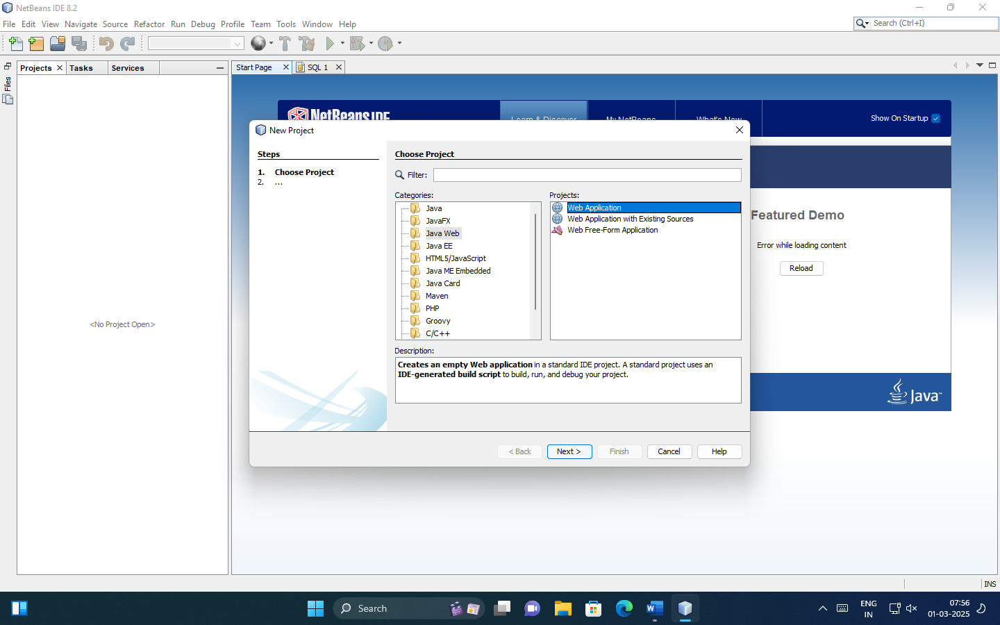 NetBeans IDE 8.2
File Edit View Navigate Source Refactor Run Debug Profile Team Tools Window Help
Search (Ctrl+I)
Projects Tasks Services
Start Page SQL 1
Files
NetBeans IDE
Learn & Discover My NetBeans What's New
Show On Startup
New Project
Steps
1. Choose Project
2. ...
Choose Project
Filter:
Categories:
Java
JavaFX
Java Web
Java EE
HTML5/JavaScript
Java ME Embedded
Java Card
Maven
PHP
Groovy
C/C++
Projects:
Web Application
Web Application with Existing Sources
Web Free-Form Application
Description:
Creates an empty Web application in a standard IDE project. A standard project uses an
IDE-generated build script to build, run, and debug your project.
< Back Next > Finish Cancel Help
Featured Demo
Error while loading content
Reload
Java™
<No Project Open>
INS
Search
ENG
IN
07:56
01-03-2025